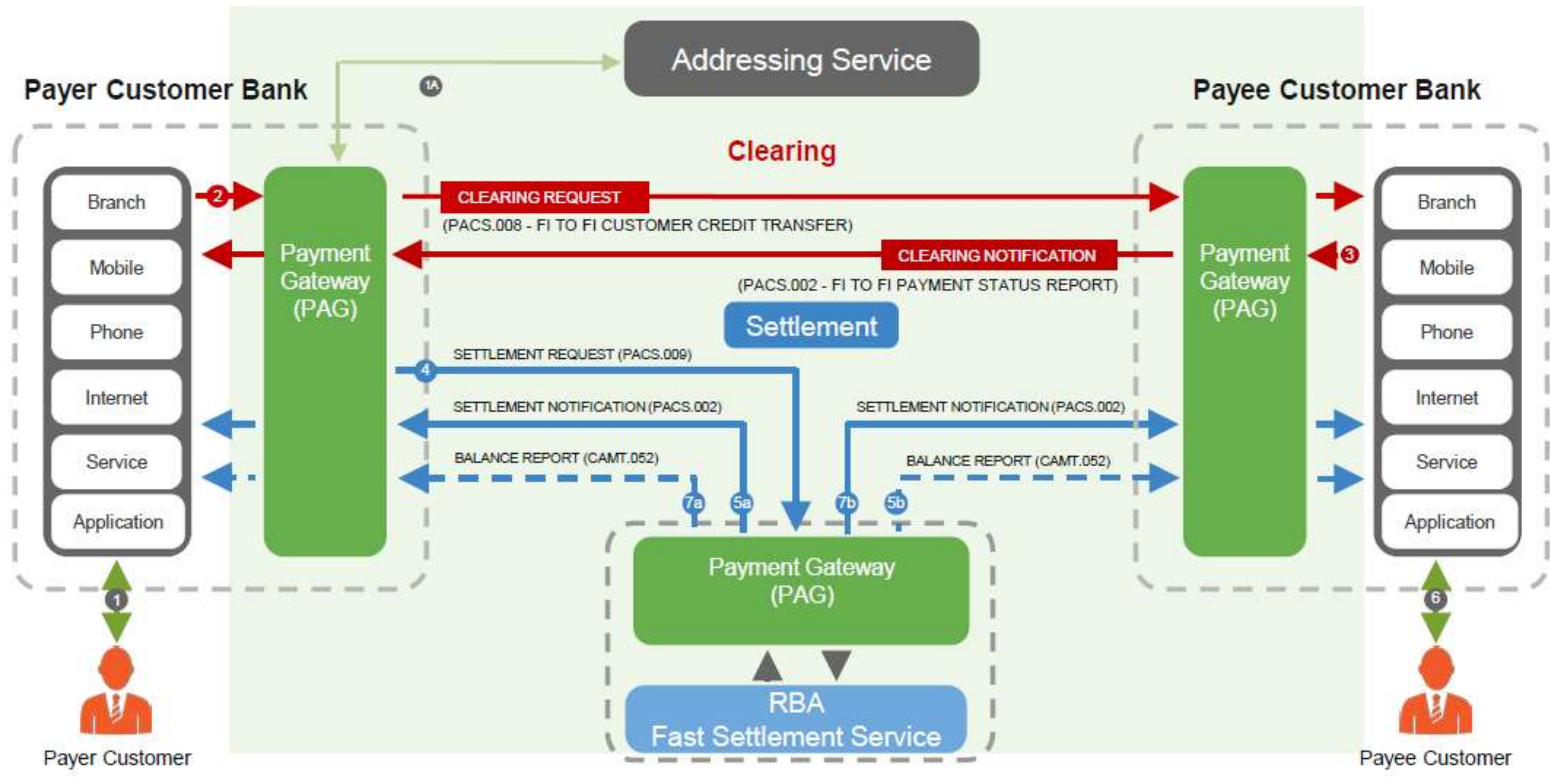 Addressing Service
Payer Customer Bank
1A
Payee Customer Bank
Clearing
Branch
2
CLEARING REQUEST
Branch
(PACS.008 - FI TO FI CUSTOMER CREDIT TRANSFER)
Mobile
Payment
Gateway
(PAG)
CLEARING NOTIFICATION
Payment
Gateway
(PAG)
3
Mobile
(PACS.002 - FI TO FI PAYMENT STATUS REPORT)
Phone
Settlement
Phone
SETTLEMENT REQUEST (PACS.009)
4
Internet
SETTLEMENT NOTIFICATION (PACS.002)
SETTLEMENT NOTIFICATION (PACS.002)
Internet
Service
BALANCE REPORT (CAMT.052)
BALANCE REPORT (CAMT.052)
Service
7a
5a
7b
5b
Application
Application
Payment Gateway
(PAG)
1
6
RBA
Fast Settlement Service
Payer Customer
Payee Customer